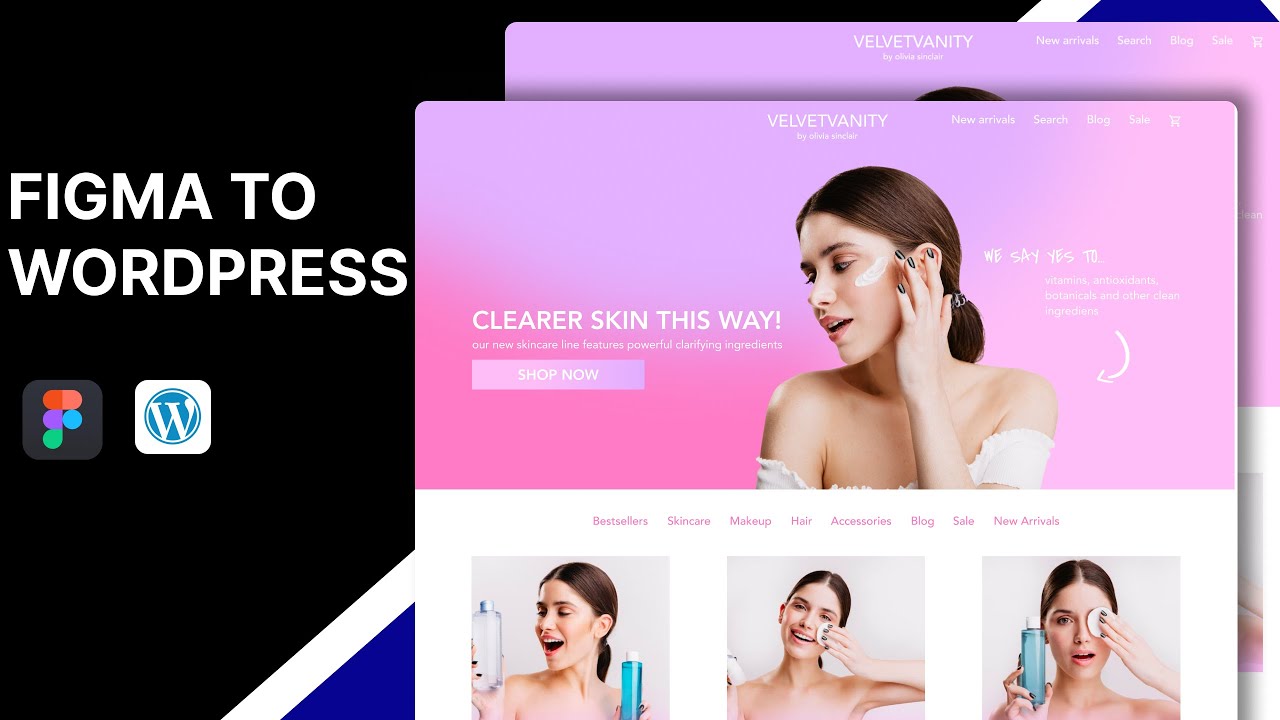 FIGMA TO
WORDPRESS
VELVETVANITY
by olivia sinclair
New arrivals Search Blog Sale
clean
VELVETVANITY
by olivia sinclair
New arrivals Search Blog Sale
WE SAY YES TO...
vitamins, antioxidants,
botanicals and other clean
ingrediens
CLEARER SKIN THIS WAY!
our new skincare line features powerful clarifying ingredients
SHOP NOW
Bestsellers Skincare Makeup Hair Accessories Blog Sale New Arrivals